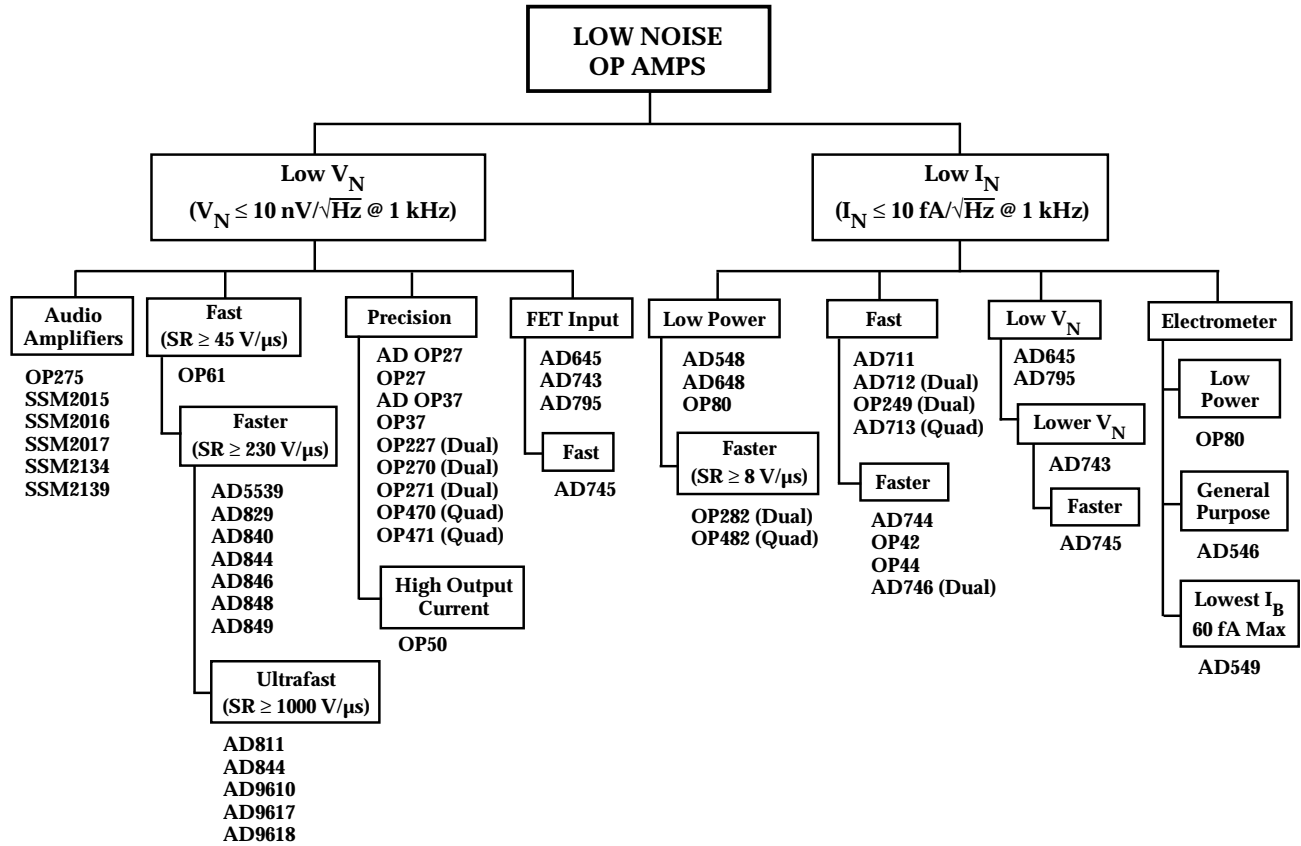 LOW NOISE
OP AMPS
Low V_N
(V_N ≤ 10 nV/√Hz @ 1 kHz)
Low I_N
(I_N ≤ 10 fA/√Hz @ 1 kHz)
Audio
Amplifiers
OP275
SSM2015
SSM2016
SSM2017
SSM2134
SSM2139
Fast
(SR ≥ 45 V/µs)
OP61
Faster
(SR ≥ 230 V/µs)
AD5539
AD829
AD840
AD844
AD846
AD848
AD849
Ultrafast
(SR ≥ 1000 V/µs)
AD811
AD844
AD9610
AD9617
AD9618
Precision
AD OP27
OP27
AD OP37
OP37
OP227 (Dual)
OP270 (Dual)
OP271 (Dual)
OP470 (Quad)
OP471 (Quad)
High Output
Current
OP50
FET Input
AD645
AD743
AD795
Fast
AD745
Low Power
AD548
AD648
OP80
Faster
(SR ≥ 8 V/µs)
OP282 (Dual)
OP482 (Quad)
Fast
AD711
AD712 (Dual)
OP249 (Dual)
AD713 (Quad)
Faster
AD744
OP42
OP44
AD746 (Dual)
Low V_N
AD645
AD795
Lower V_N
AD743
Faster
AD745
Electrometer
Low
Power
OP80
General
Purpose
AD546
Lowest I_B
60 fA Max
AD549